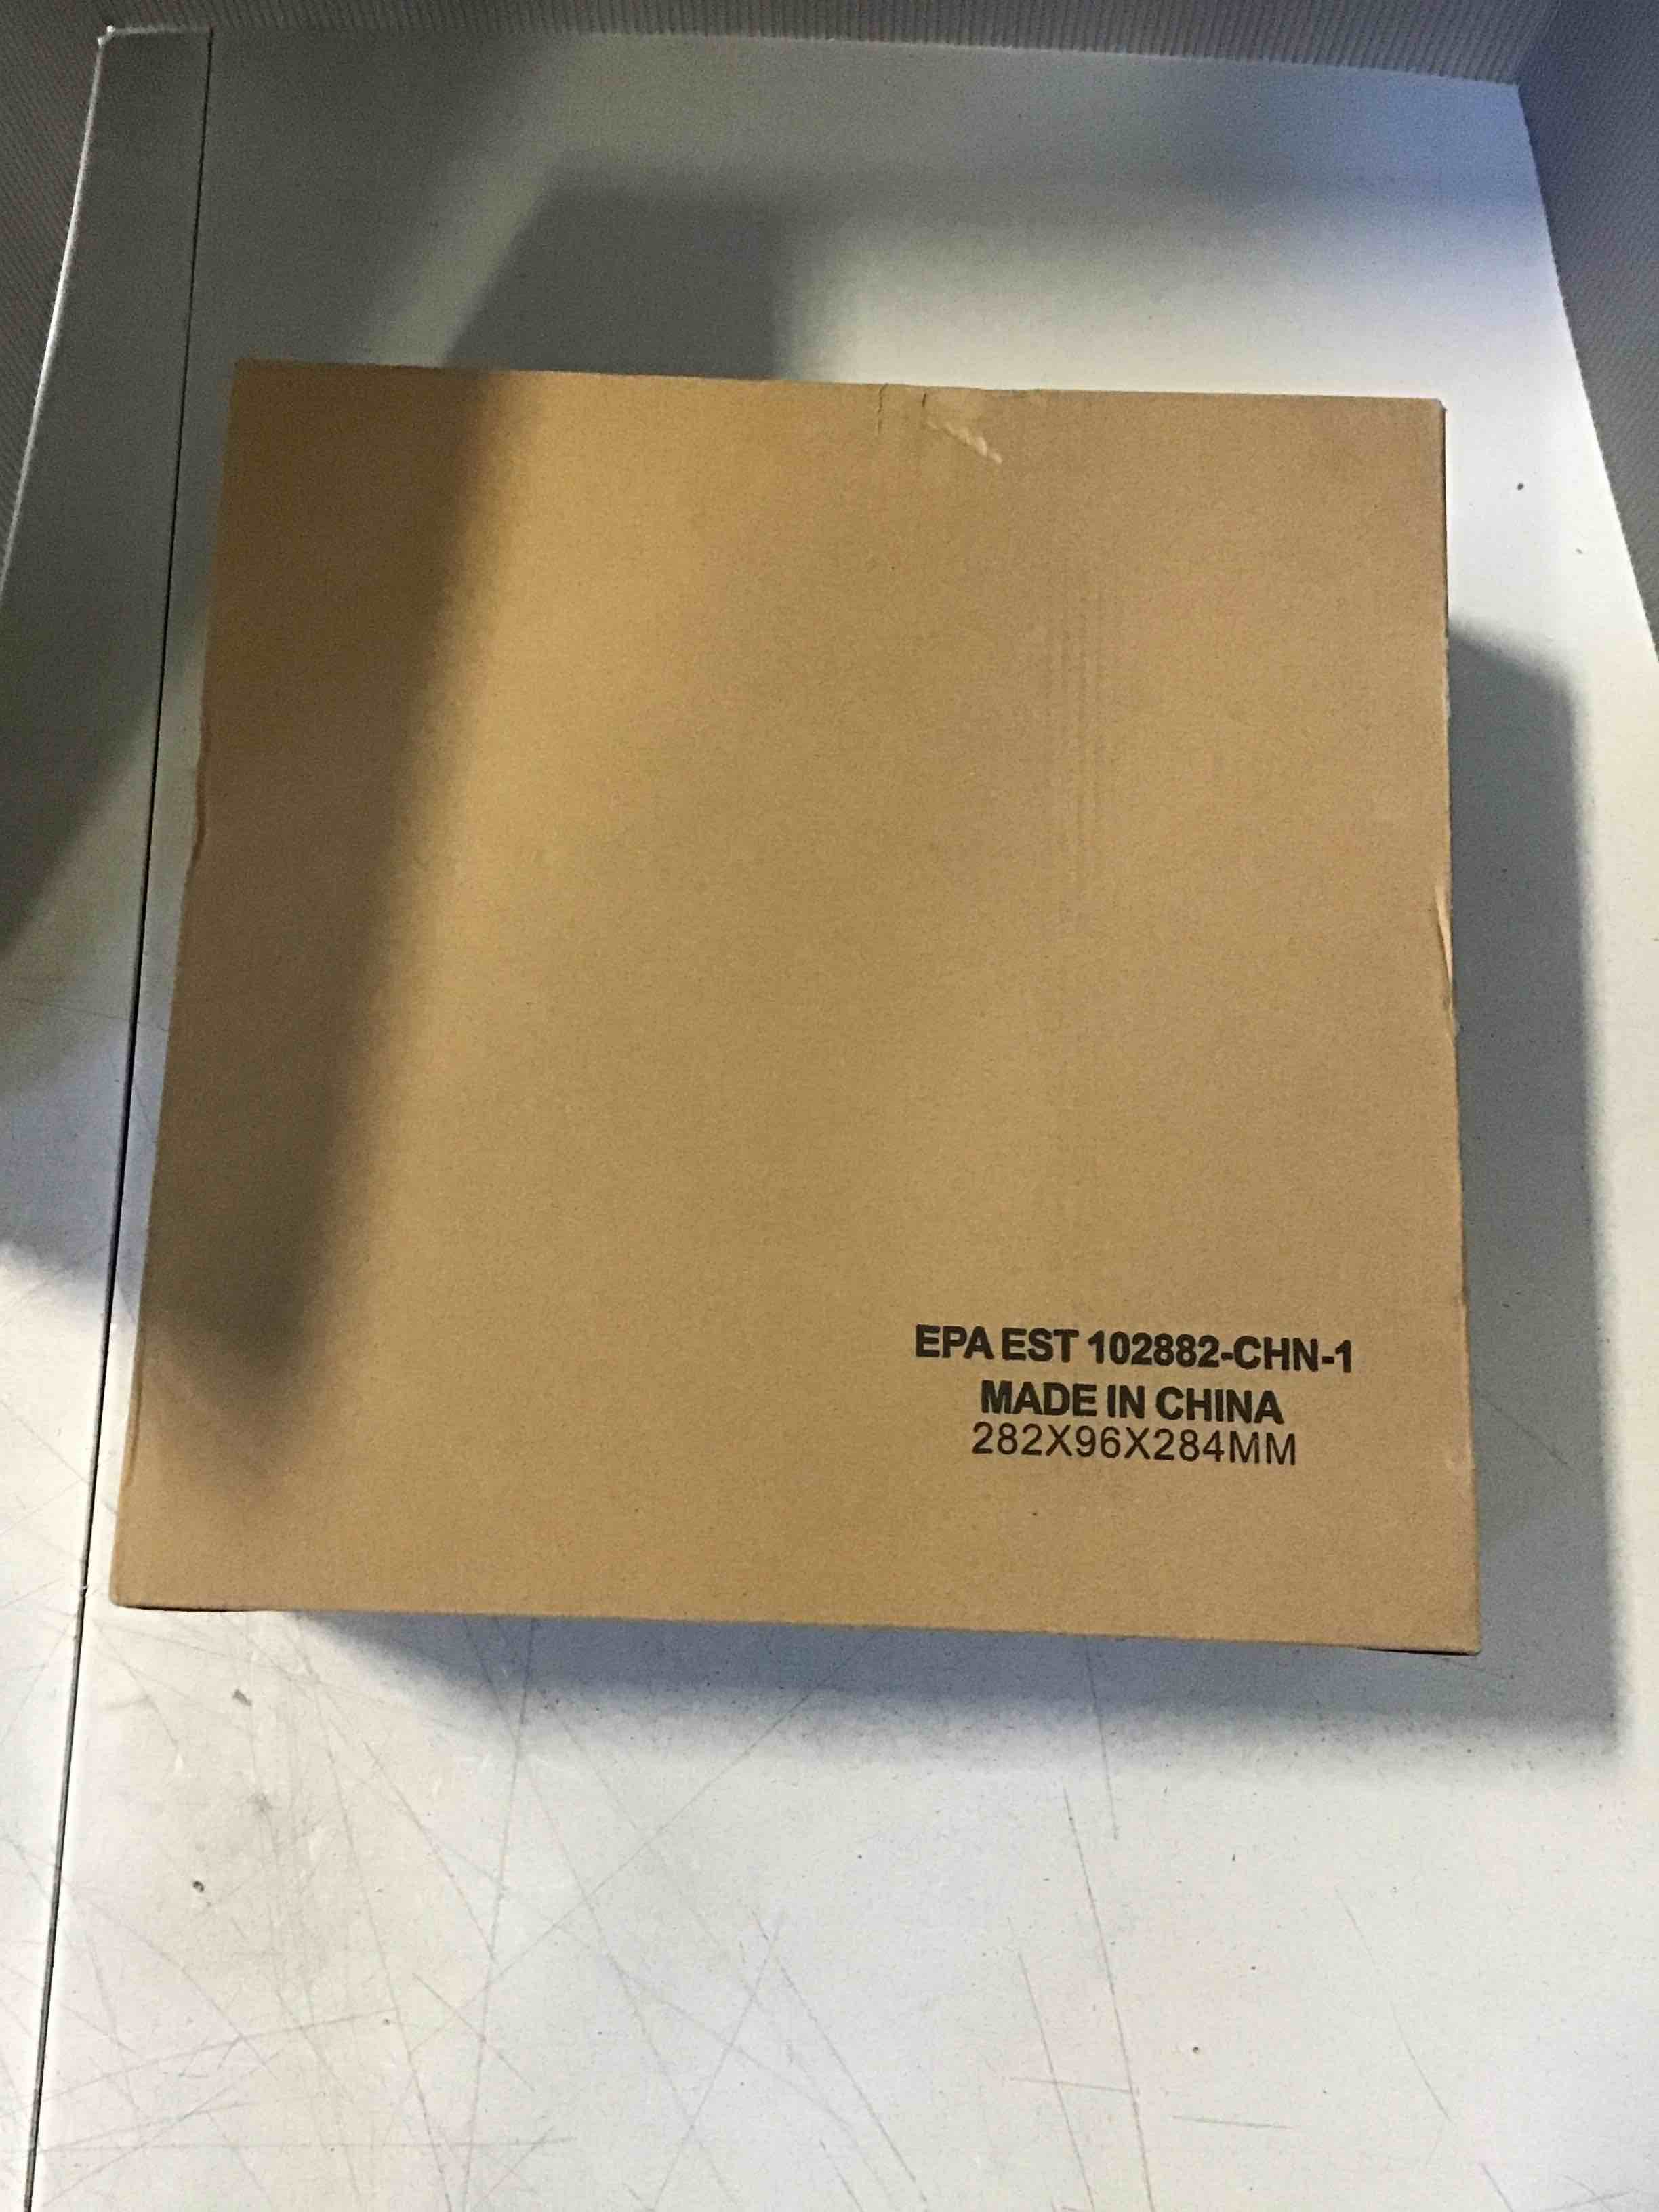 EPA EST 102882-CHN-1
MADE IN CHINA
282X96X284MM